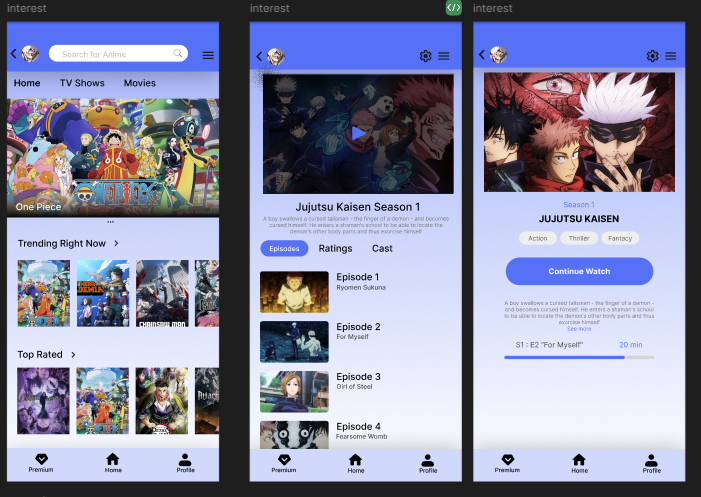 interest
Search for Anime
Home TV Shows Movies
ONE PIECE
One Piece
Trending Right Now >
CHAINSAW MAN
Top Rated >
Premium Home Profile
interest
Jujutsu Kaisen Season 1
A boy swallows a cursed talisman - the finger of a demon - and becomes
cursed himself. He enters a shaman's school to be able to locate the
demon's other body parts and thus exorcise himself
Episodes Ratings Cast
Episode 1
Ryomen Sukuna
Episode 2
For Myself
Episode 3
Girl of Steel
Episode 4
Fearsome Womb
Premium Home Profile
interest
Season 1
JUJUTSU KAISEN
Action Thriller Fantacy
Continue Watch
A boy swallows a cursed talisman - the finger of a demon -
and becomes cursed himself. He enters a shaman's school
to be able to locate the demon's other body parts and thus
exorcise himself
See more
S1 : E2 "For Myself" 20 min
Premium Home Profile